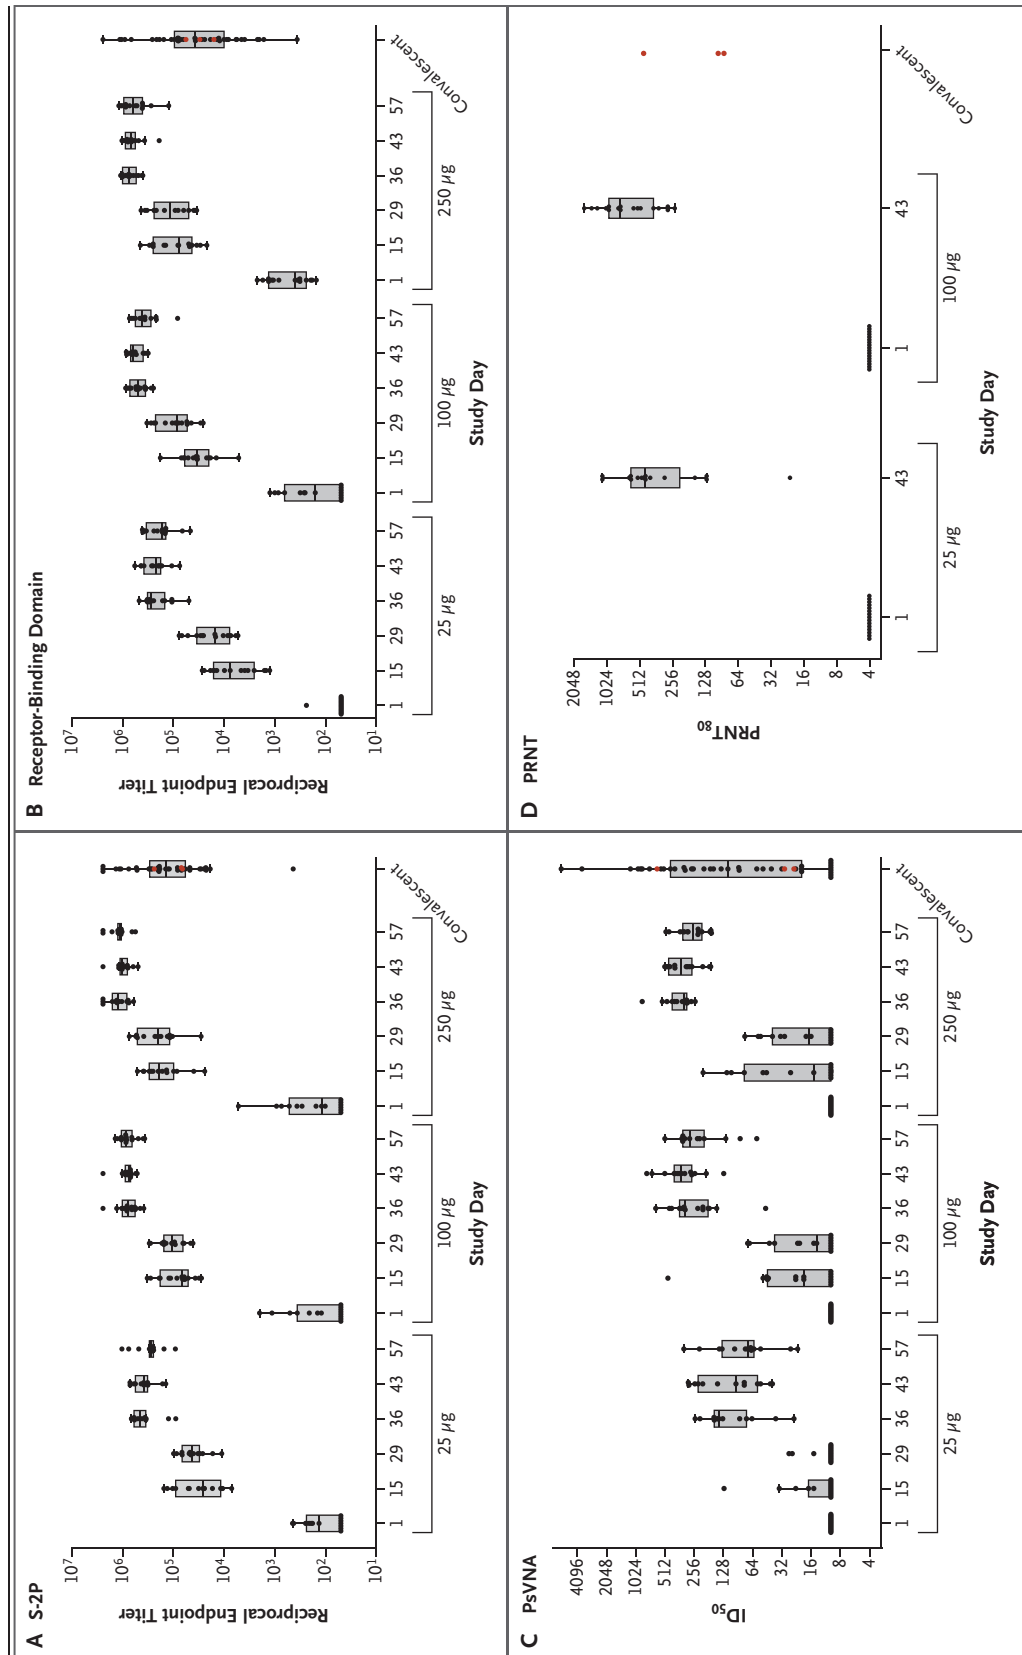 A S-2P
Reciprocal Endpoint Titer
10⁷
10⁶
10⁵
10⁴
10³
10²
10¹
1 15 29 36 43 57 1 15 29 36 43 57 1 15 29 36 43 57 Convalescent
25 µg 100 µg 250 µg
Study Day
B Receptor-Binding Domain
Reciprocal Endpoint Titer
10⁷
10⁶
10⁵
10⁴
10³
10²
10¹
1 15 29 36 43 57 1 15 29 36 43 57 1 15 29 36 43 57 Convalescent
25 µg 100 µg 250 µg
Study Day
C PsVNA
ID₅₀
4096
2048
1024
512
256
128
64
32
16
8
4
1 15 29 36 43 57 1 15 29 36 43 57 1 15 29 36 43 57 Convalescent
25 µg 100 µg 250 µg
Study Day
D PRNT
PRNT₈₀
2048
1024
512
256
128
64
32
16
8
4
1 43 1 43 Convalescent
25 µg 100 µg
Study Day